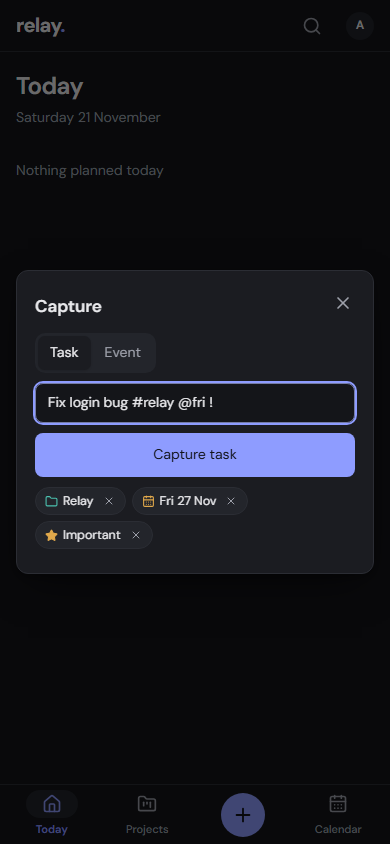 relay.
A
Today
Saturday 21 November
Nothing planned today
Capture
Task Event
Fix login bug #relay @fri !
Capture task
Relay
Fri 27 Nov
Important
Today Projects Calendar